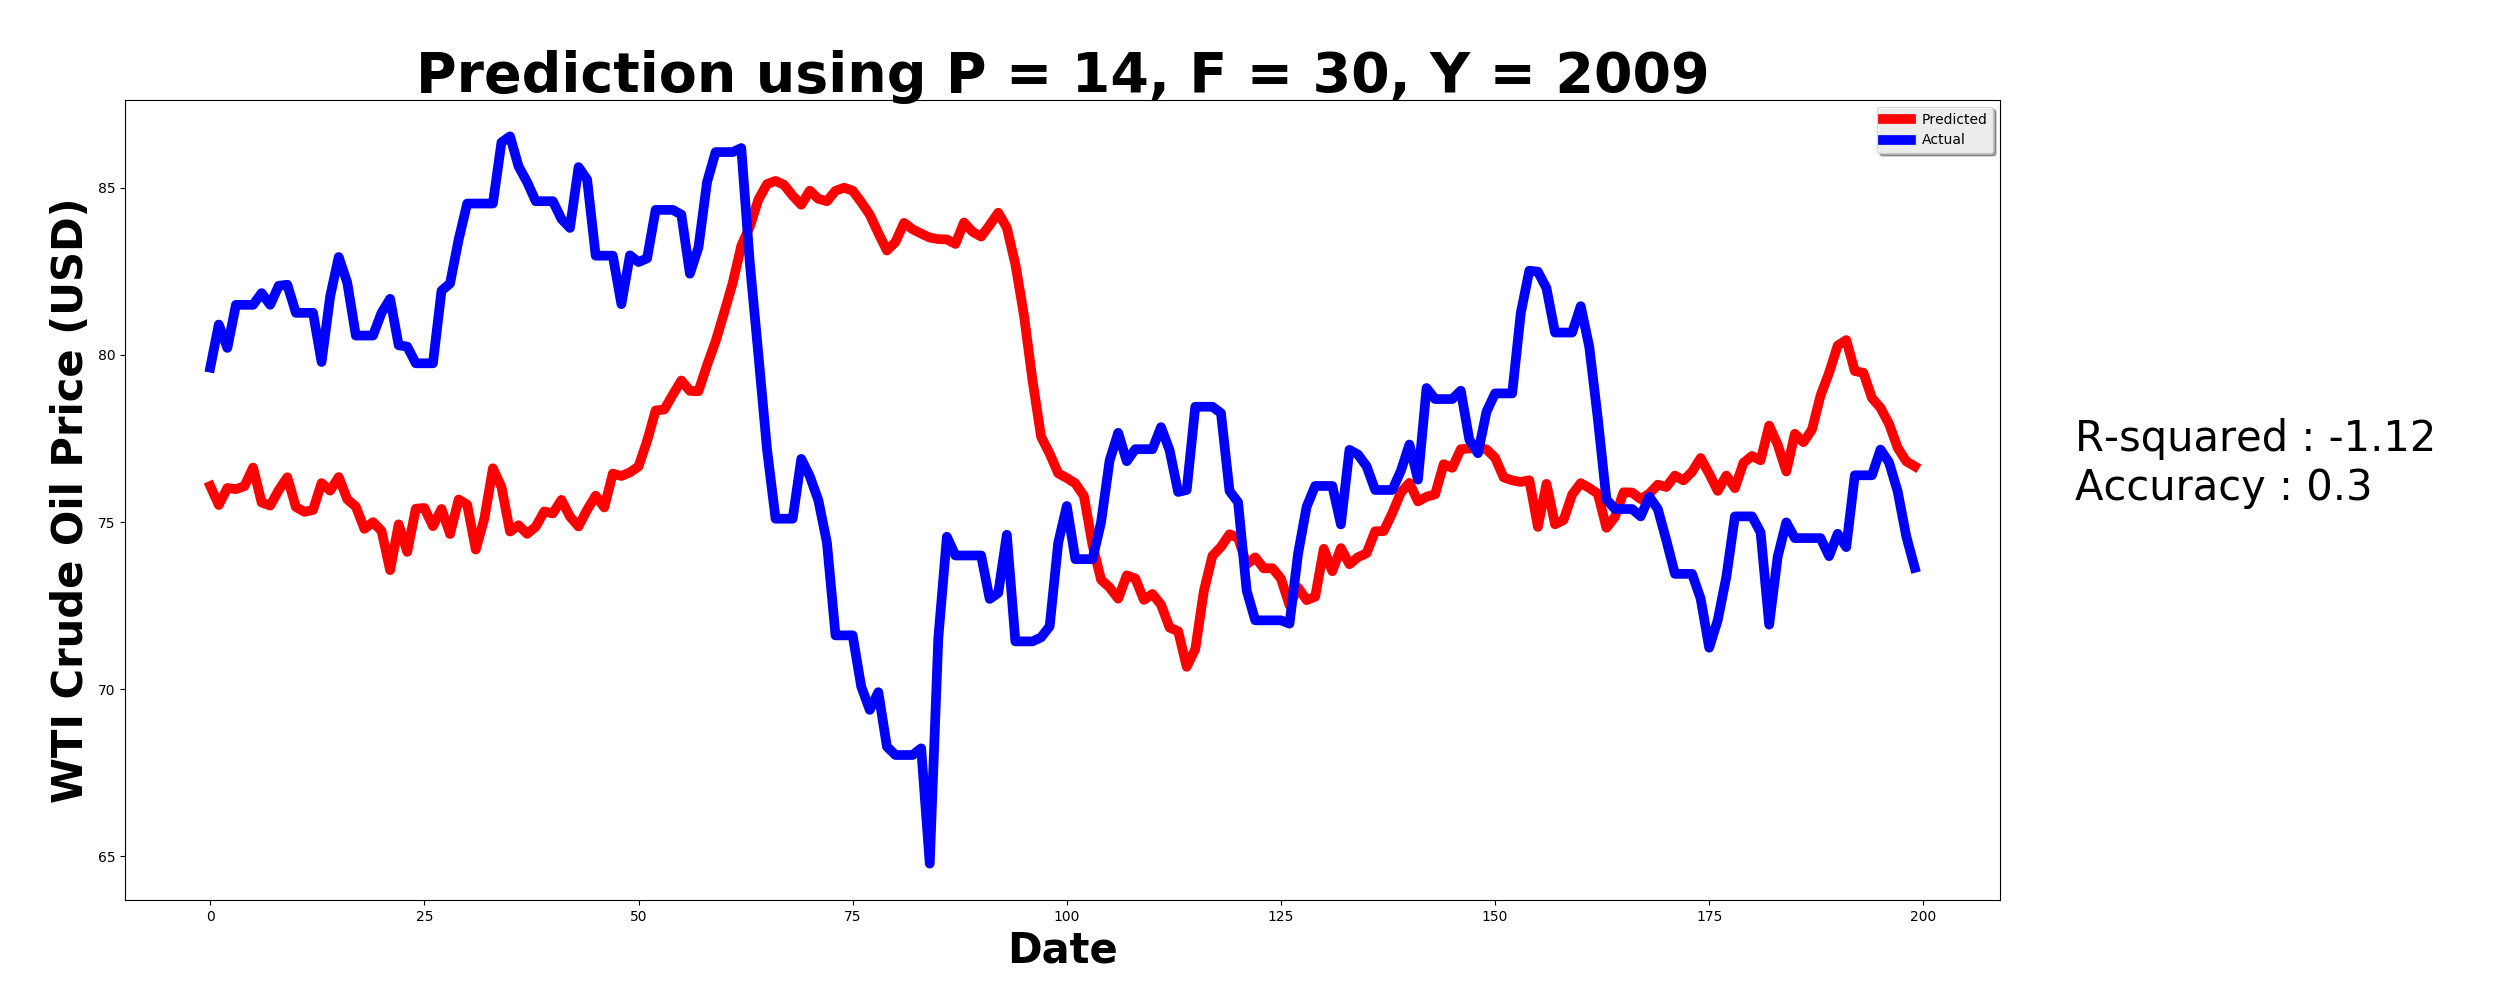 Prediction using P = 14, F = 30, Y = 2009
Predicted
Actual
WTI Crude Oil Price (USD)
85
80
75
70
65
0 25 50 75 100 125 150 175 200
Date
R-squared : -1.12
Accuracy : 0.3